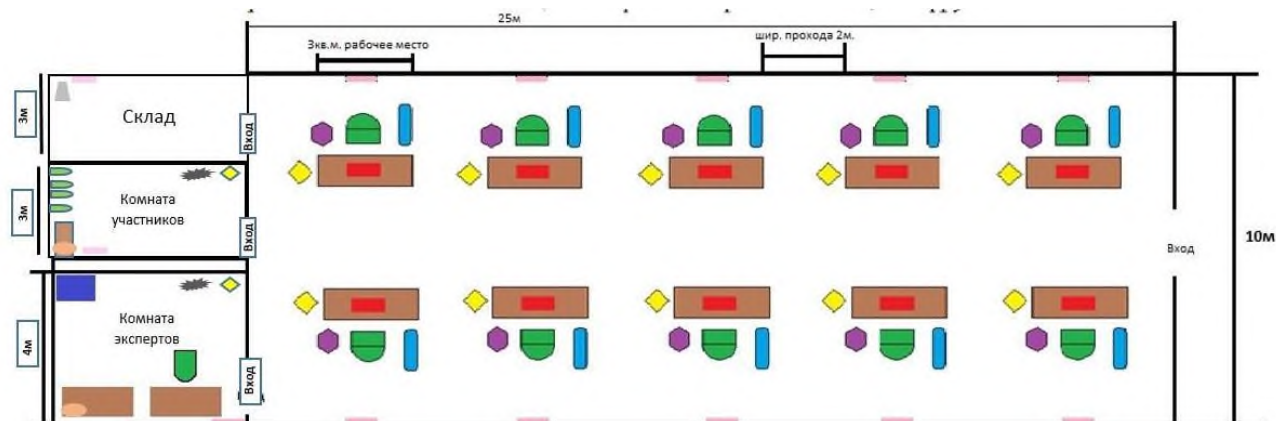 25м
3кв.м. рабочее место
шир. прохода 2м.
3м
Склад
Вход
3м
Комната
участников
Вход
Вход
10м
4м
Комната
экспертов
Вход